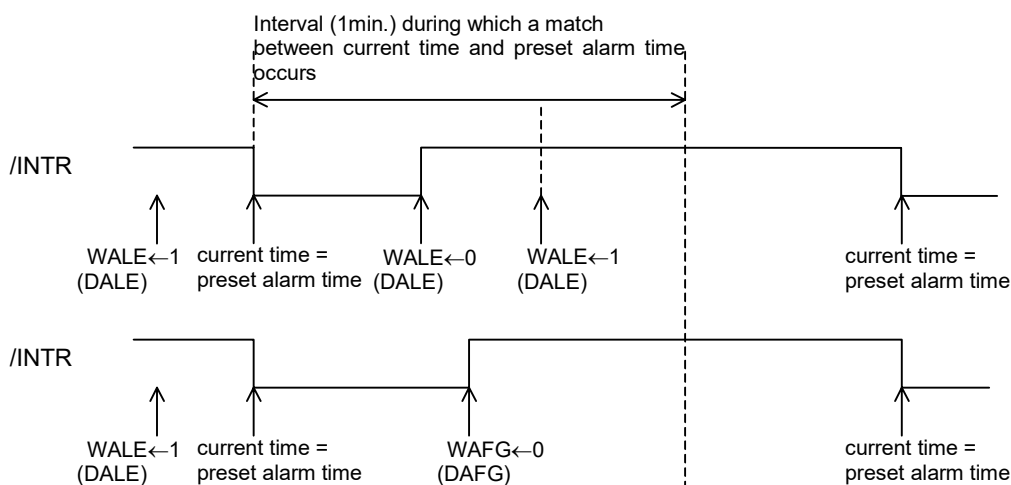 Interval (1min.) during which a match
between current time and preset alarm time
occurs
/INTR
WALE←1 current time = WALE←0 WALE←1 current time =
(DALE) preset alarm time (DALE) (DALE) preset alarm time
/INTR
WALE←1 current time = WAFG←0 current time =
(DALE) preset alarm time (DAFG) preset alarm time